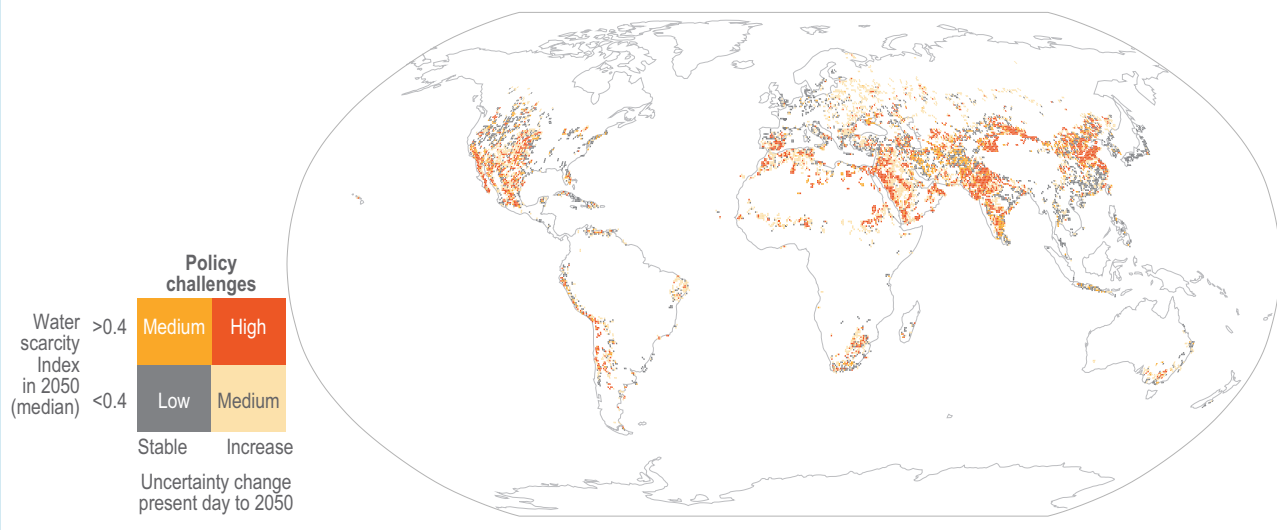 Policy
challenges
Water
scarcity
Index
in 2050
(median)
>0.4
Medium
High
<0.4
Low
Medium
Stable
Increase
Uncertainty change
present day to 2050